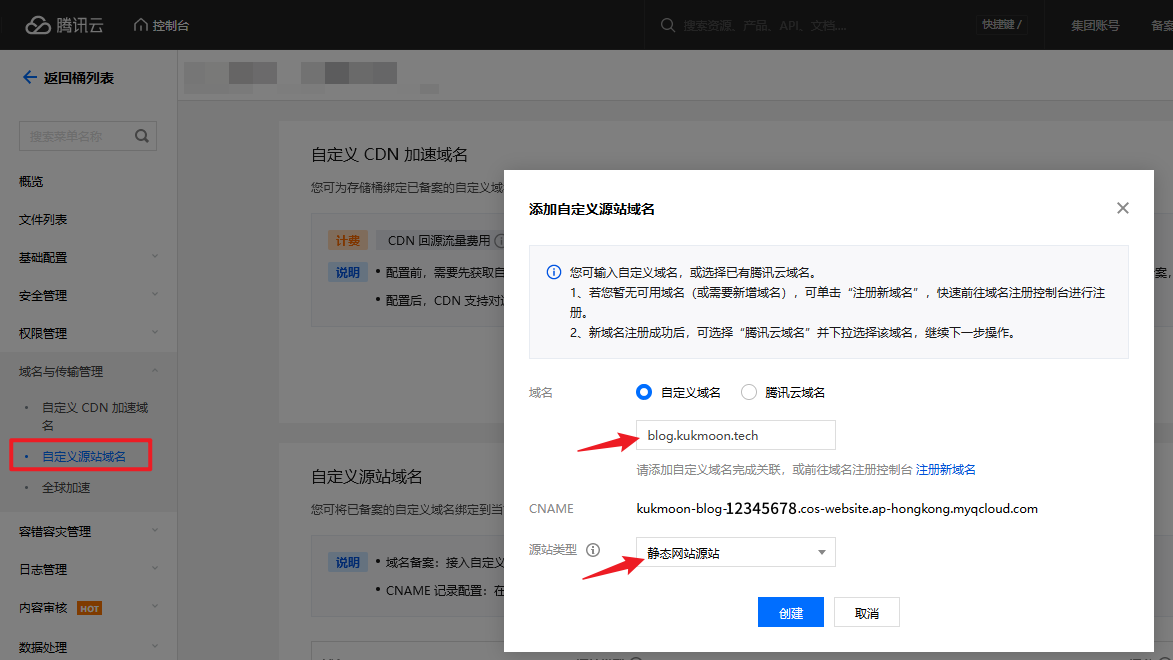 腾讯云
控制台
搜索资源、产品、API、文档...
快捷键 /
集团账号
备案
返回桶列表
搜索菜单名称
概览
文件列表
基础配置
安全管理
权限管理
域名与传输管理
自定义 CDN 加速域
名
自定义源站域名
全球加速
容错容灾管理
日志管理
内容审核 HOT
数据处理
自定义 CDN 加速域名
您可为存储桶绑定已备案的自定义域
计费 CDN 回源流量费用
说明 • 配置前，需要先获取自
• 配置后，CDN 支持对
自定义源站域名
您可将已备案的自定义域名绑定到当
说明 • 域名备案：接入自定义
• CNAME 记录配置：在
添加自定义源站域名
您可输入自定义域名，或选择已有腾讯云域名。
1、若您暂无可用域名（或需要新增域名），可单击“注册新域名”，快速前往域名注册控制台进行注
册。
2、新域名注册成功后，可选择“腾讯云域名”并下拉选择该域名，继续下一步操作。
域名 自定义域名 腾讯云域名
blog.kukmoon.tech
请添加自定义域名完成关联，或前往域名注册控制台 注册新域名
CNAME kukmoon-blog-12345678.cos-website.ap-hongkong.myqcloud.com
源站类型 静态网站源站
创建 取消